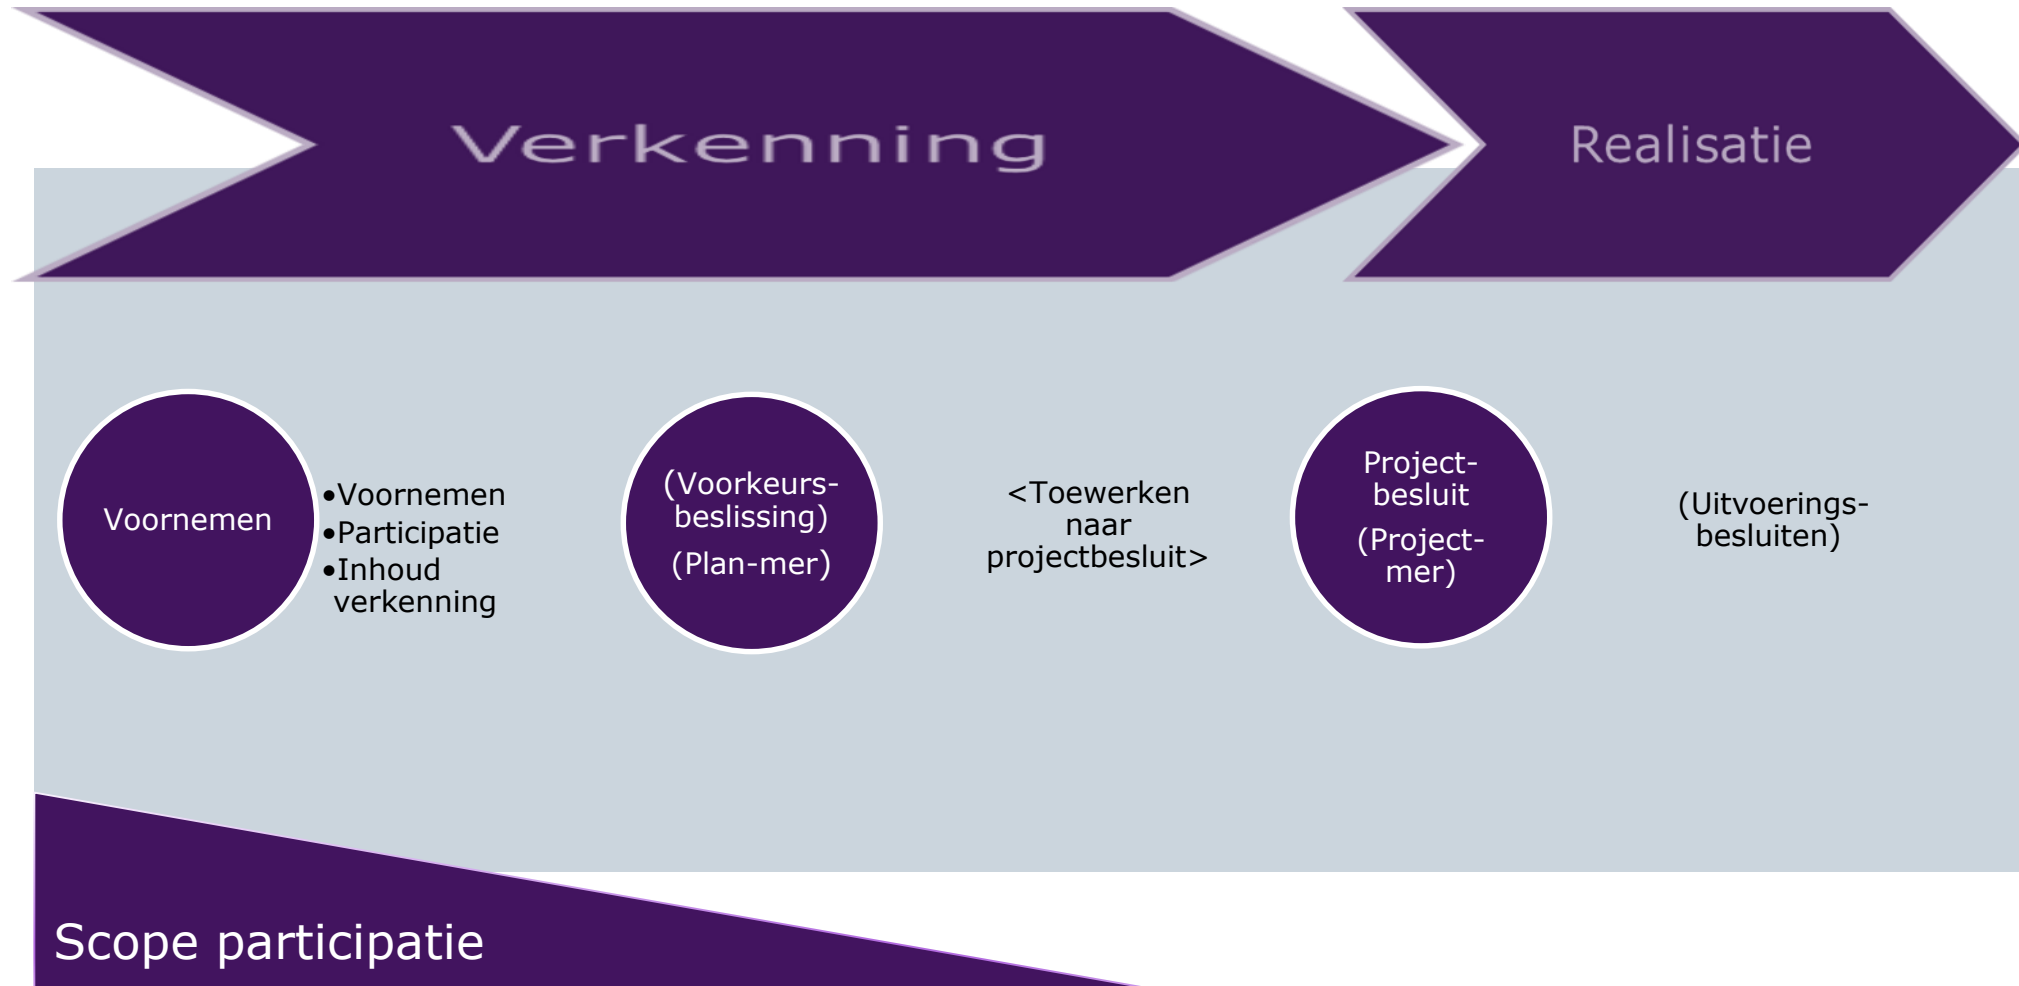 Verkenning
Realisatie
Voornemen
•Voornemen
•Participatie
•Inhoud
verkenning
(Voorkeurs-
beslissing)
(Plan-mer)
<Toewerken
naar
projectbesluit>
Project-
besluit
(Project-
mer)
(Uitvoerings-
besluiten)
Scope participatie